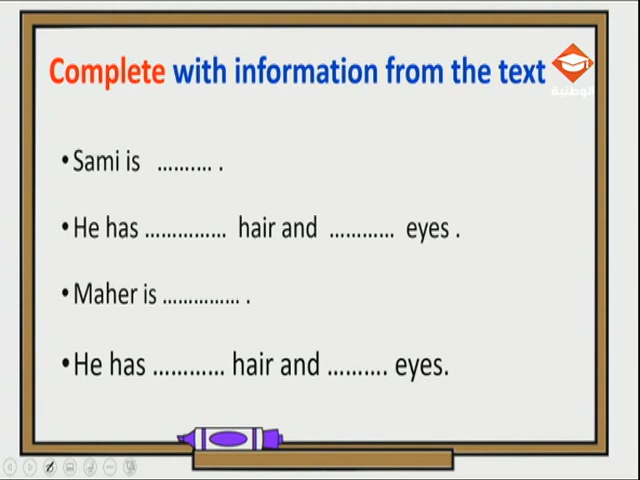 Complete with information from the text
الوطنية
•Sami is ……..... .
•He has …………… hair and ………… eyes .
•Maher is …………… .
•He has ………… hair and ………. eyes.